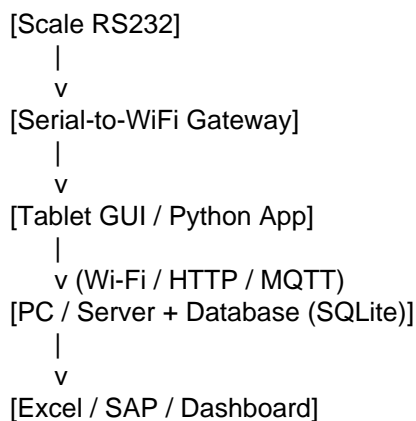 [Scale RS232]
|
v
[Serial-to-WiFi Gateway]
|
v
[Tablet GUI / Python App]
|
v (Wi-Fi / HTTP / MQTT)
[PC / Server + Database (SQLite)]
|
v
[Excel / SAP / Dashboard]